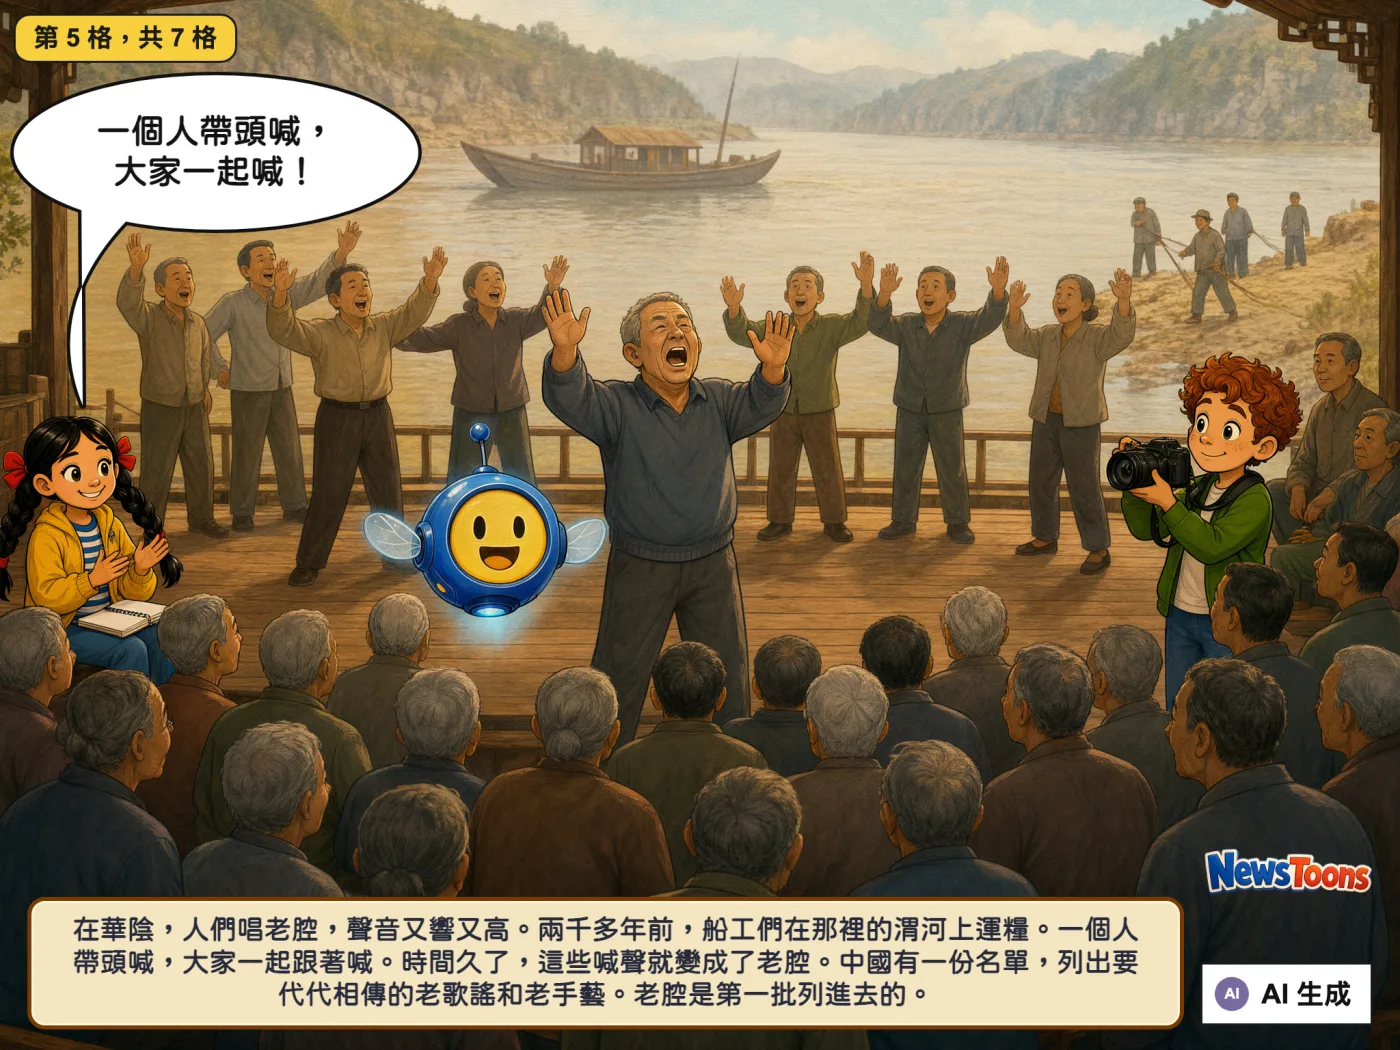 第 5 格，共 7 格
一個人帶頭喊，
大家一起喊！
在華陰，人們唱老腔，聲音又響又高。兩千多年前，船工們在那裡的渭河上運糧。一個人
帶頭喊，大家一起跟著喊。時間久了，這些喊聲就變成了老腔。中國有一份名單，列出要
代代相傳的老歌謠和老手藝。老腔是第一批列進去的。
NewsToons
AI AI 生成